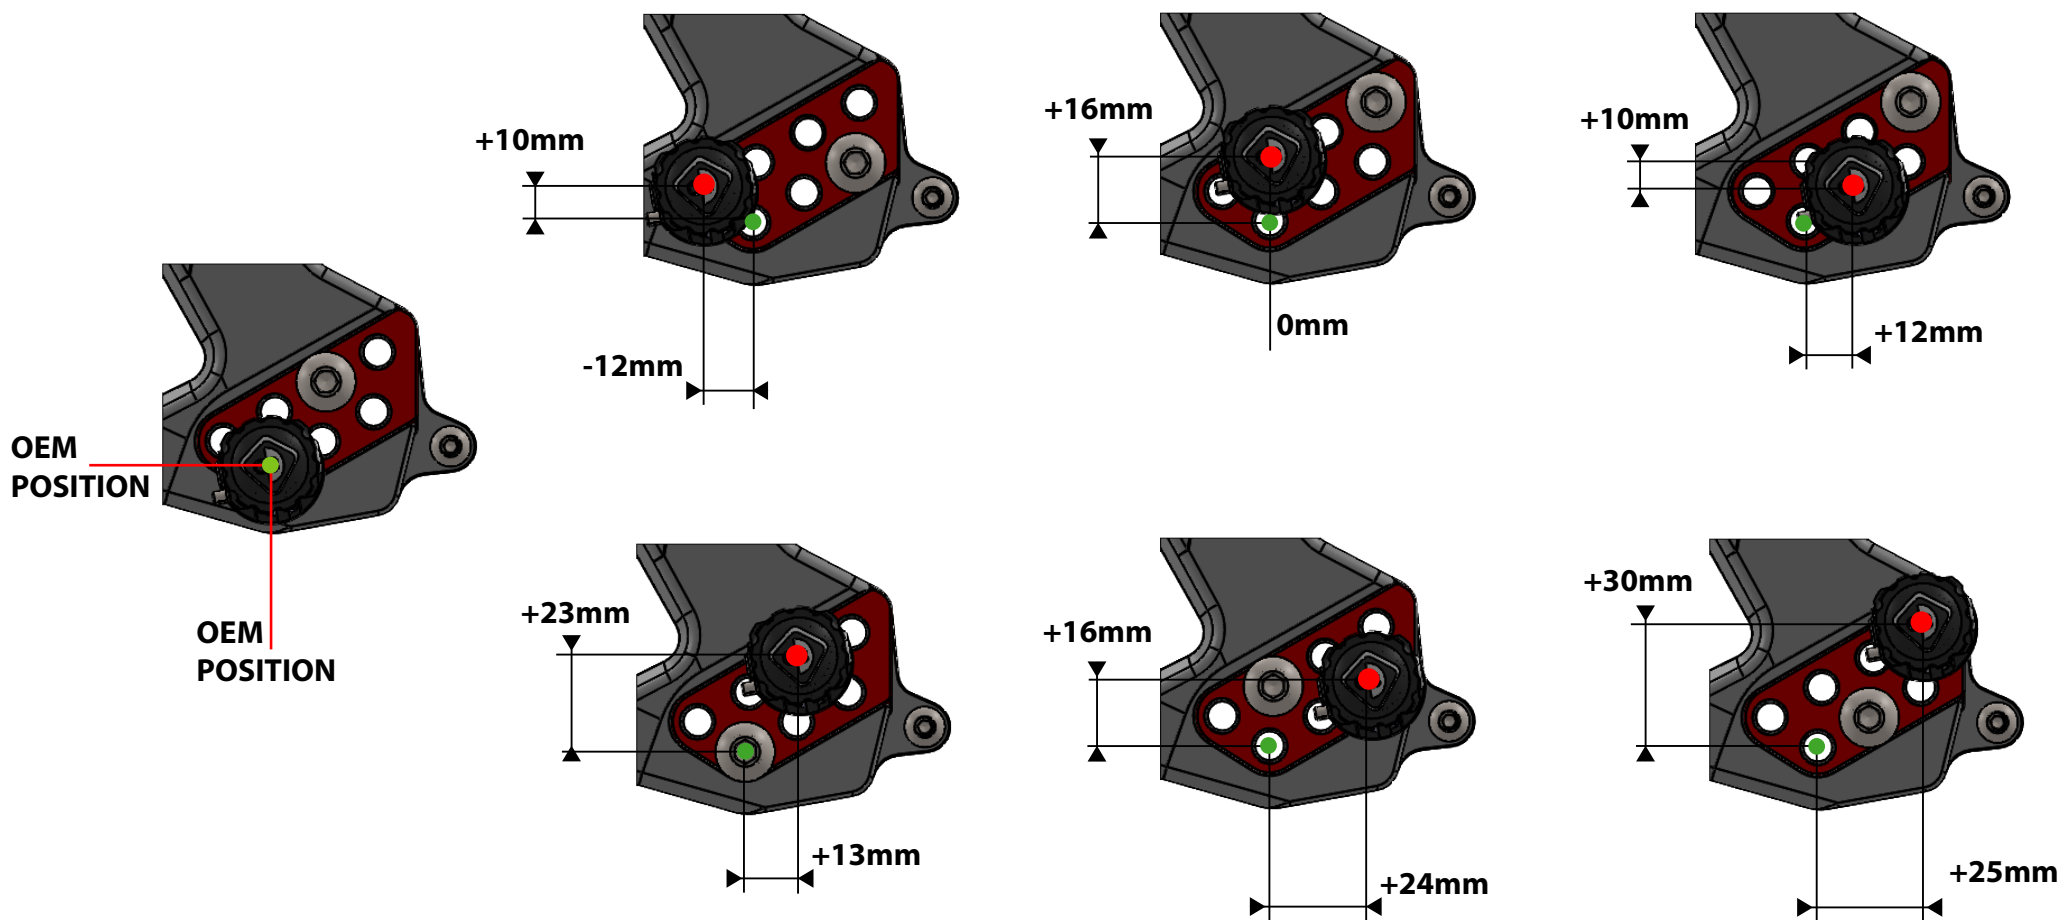 +10mm
-12mm
+16mm
0mm
+10mm
+12mm
OEM
POSITION
OEM
POSITION
+23mm
+13mm
+16mm
+24mm
+30mm
+25mm